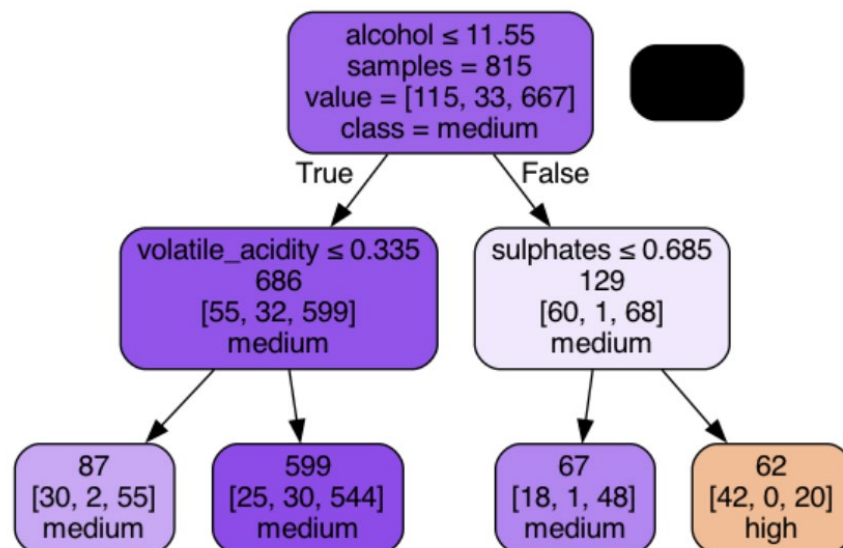 alcohol ≤ 11.55
samples = 815
value = [115, 33, 667]
class = medium
True
False
volatile_acidity ≤ 0.335
686
[55, 32, 599]
medium
sulphates ≤ 0.685
129
[60, 1, 68]
medium
87
[30, 2, 55]
medium
599
[25, 30, 544]
medium
67
[18, 1, 48]
medium
62
[42, 0, 20]
high